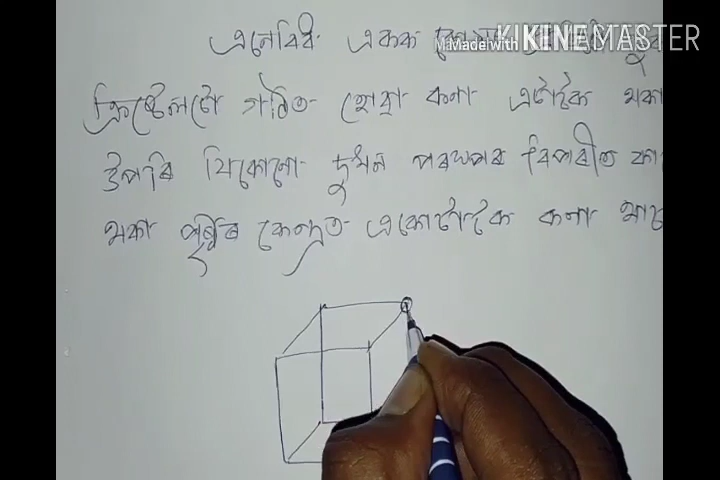 এনেৰিৰি একক
Made with KINEMASTER
ক্ৰিষ্টেলটো গঠিত হোৱা কণা এটাকৈ থকা
উপৰি যিকোনো দুখন পৰস্পৰ বিপৰীত
থকা পৃষ্ঠৰ কেন্দ্ৰত একোটাকৈ কণা থাকে